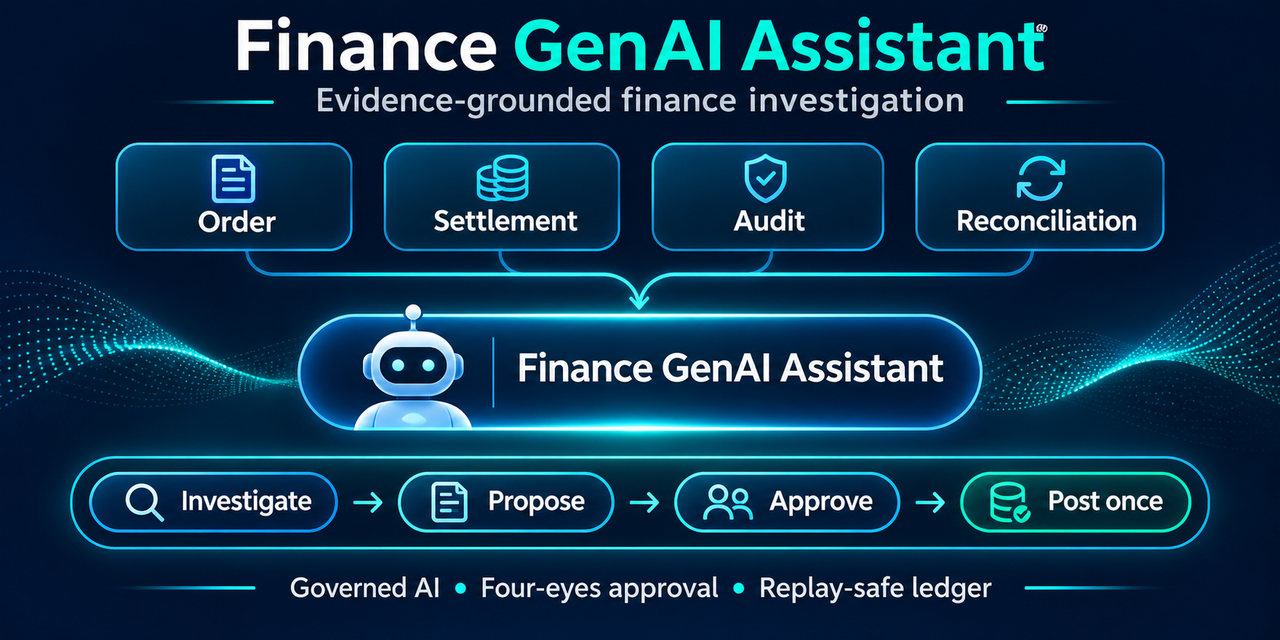 Finance GenAI Assistant
Evidence-grounded finance investigation
Order
Settlement
Audit
Reconciliation
Finance GenAI Assistant
Investigate
Propose
Approve
Post once
Governed AI • Four-eyes approval • Replay-safe ledger